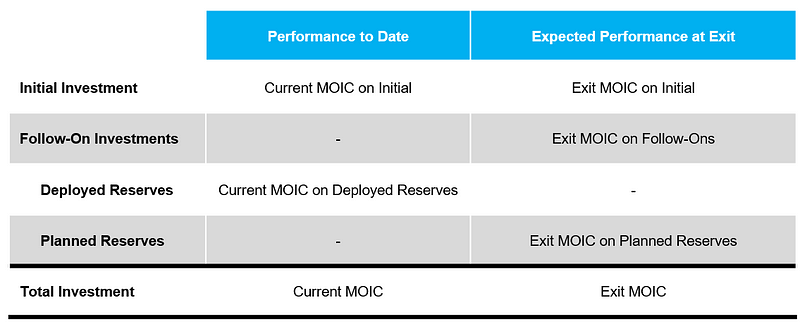 Performance to Date Expected Performance at Exit
Initial Investment Current MOIC on Initial Exit MOIC on Initial
Follow-On Investments - Exit MOIC on Follow-Ons
Deployed Reserves Current MOIC on Deployed Reserves -
Planned Reserves - Exit MOIC on Planned Reserves
Total Investment Current MOIC Exit MOIC